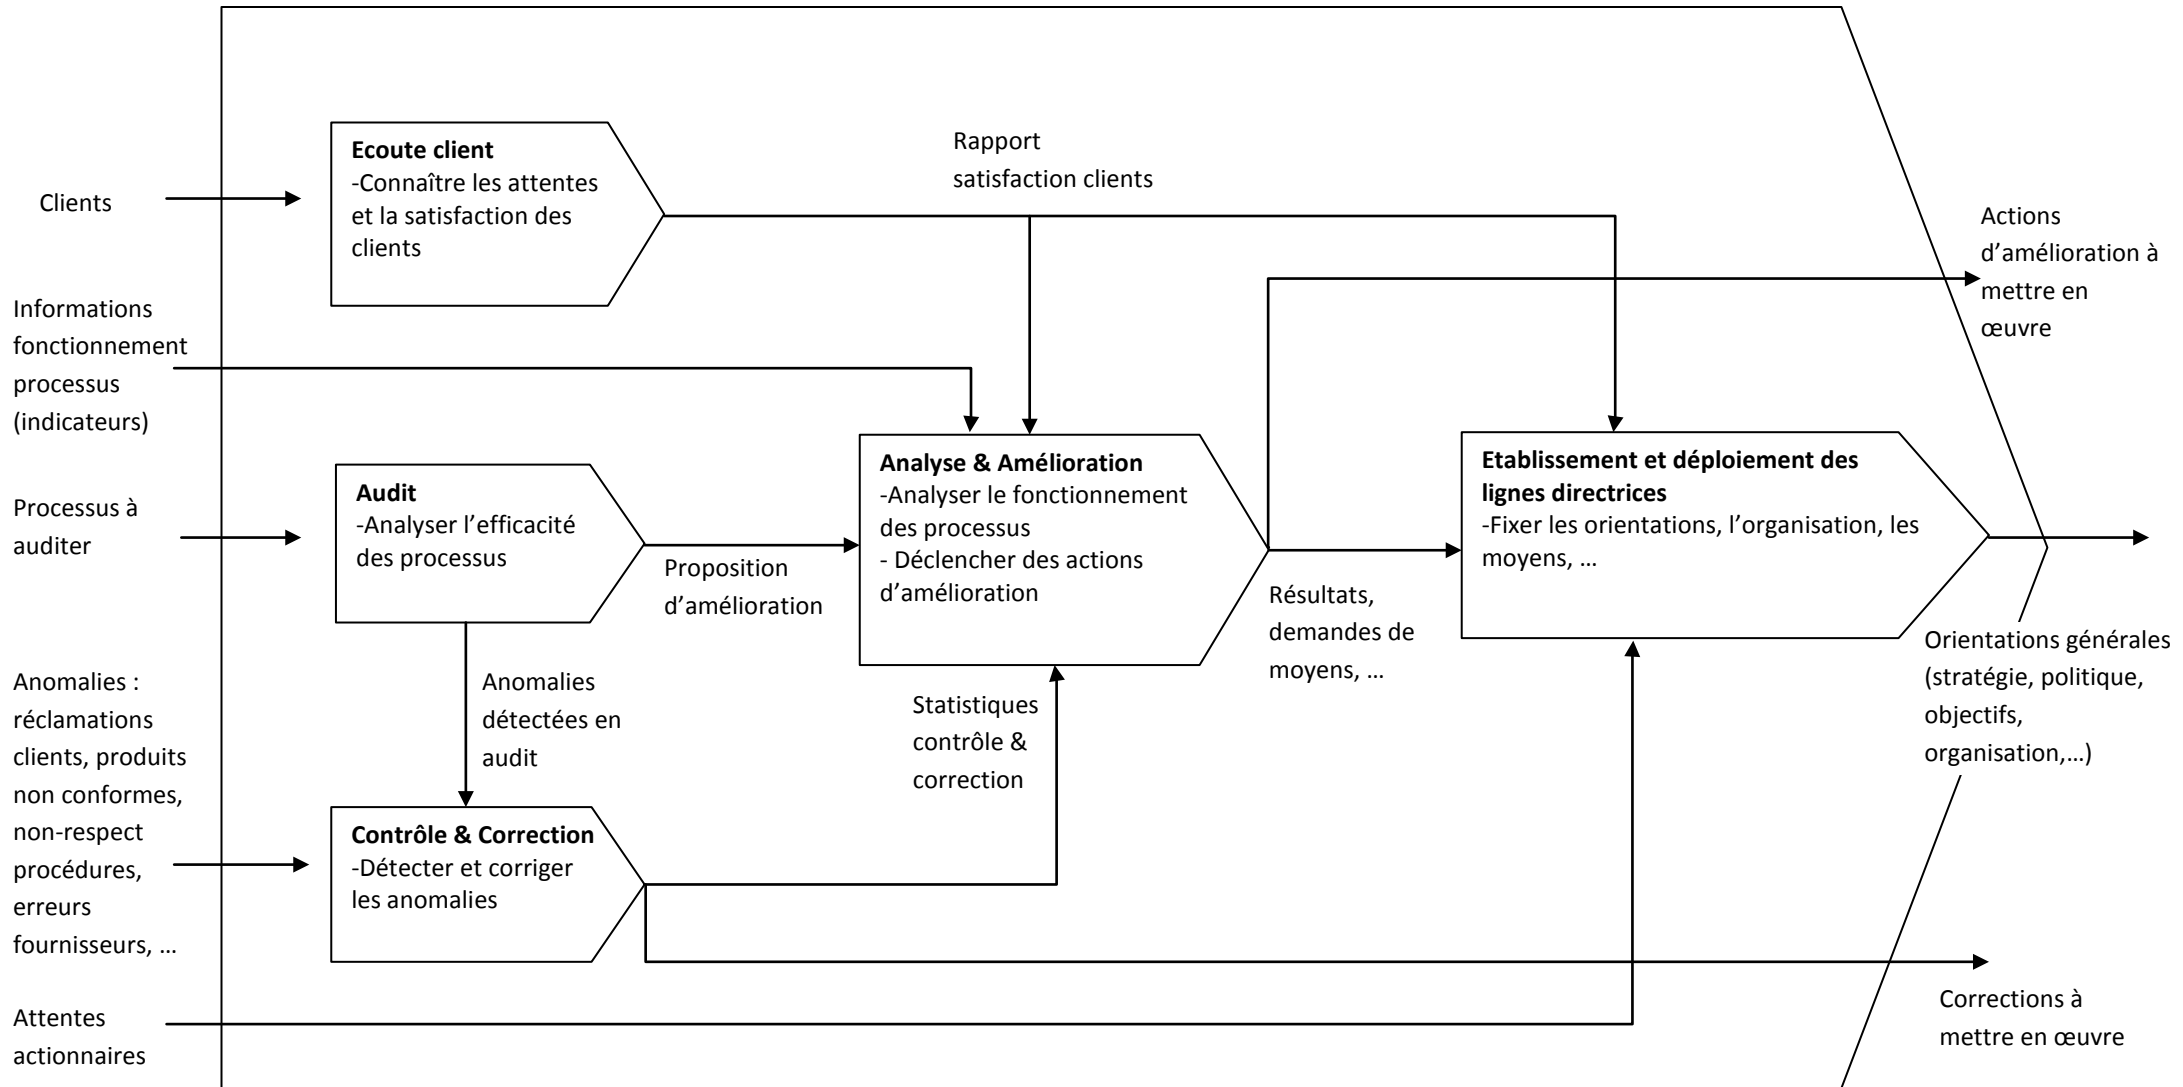 Ecoute client
-Connaître les attentes
et la satisfaction des
clients
Rapport
satisfaction clients
Clients
Actions
d’amélioration à
mettre en
œuvre
Informations
fonctionnement
processus
(indicateurs)
Processus à
auditer
Audit
-Analyser l’efficacité
des processus
Proposition
d’amélioration
Analyse & Amélioration
-Analyser le fonctionnement
des processus
- Déclencher des actions
d’amélioration
Résultats,
demandes de
moyens, …
Etablissement et déploiement des
lignes directrices
-Fixer les orientations, l’organisation, les
moyens, …
Orientations générales
(stratégie, politique,
objectifs,
organisation,…)
Anomalies :
réclamations
clients, produits
non conformes,
non-respect
procédures,
erreurs
fournisseurs, …
Anomalies
détectées en
audit
Statistiques
contrôle &
correction
Contrôle & Correction
-Détecter et corriger
les anomalies
Attentes
actionnaires
Corrections à
mettre en œuvre